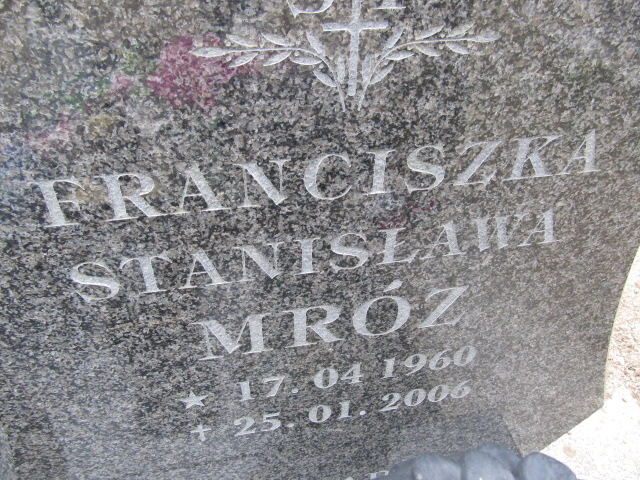 FRANCISZKA
STANISŁAWA
MRÓZ
★ 17. 04 1960
+ 25. 01. 2006